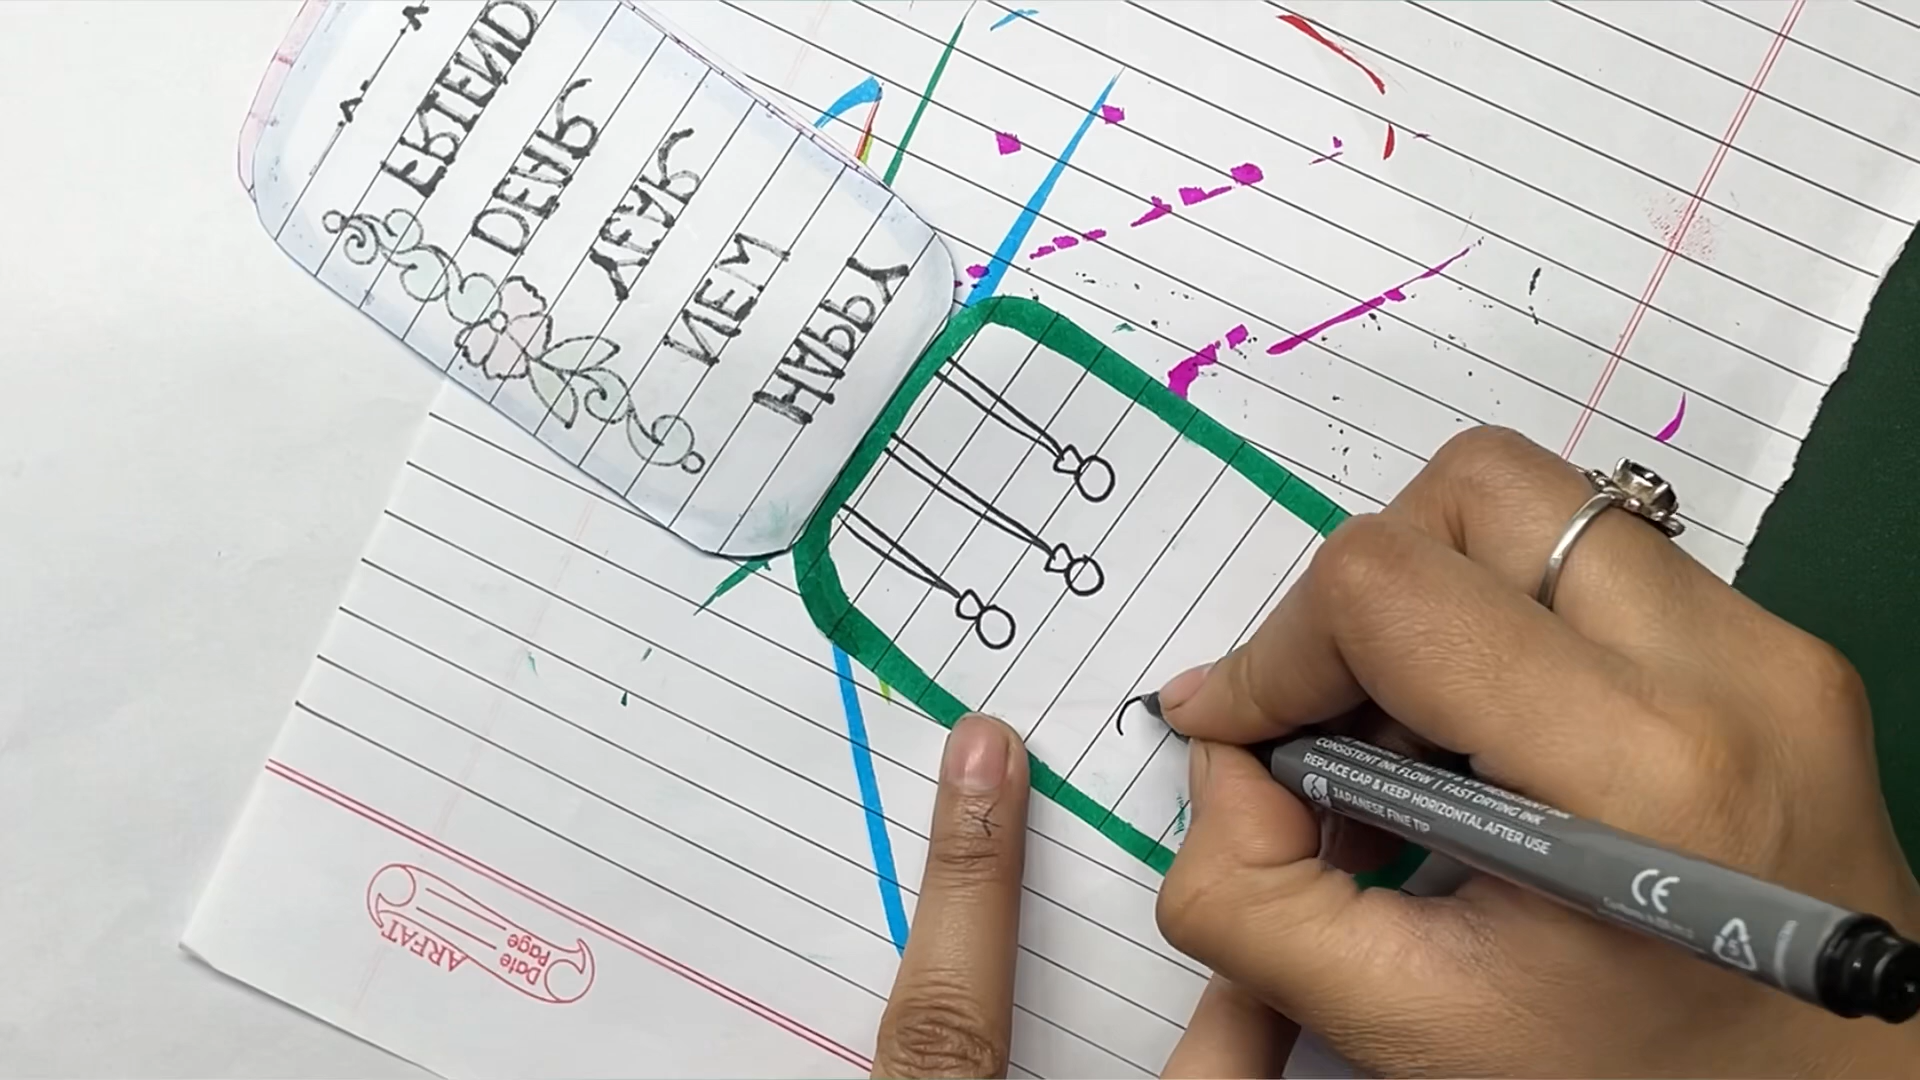 HAPPY
NEW
YEAR
DEAR
FRIEND
ARFAT
Date
Page
CONSISTENT INK FLOW | FAST DRYING INK
REPLACE CAP & KEEP HORIZONTAL AFTER USE
JAPANESE FINE TIP
CE